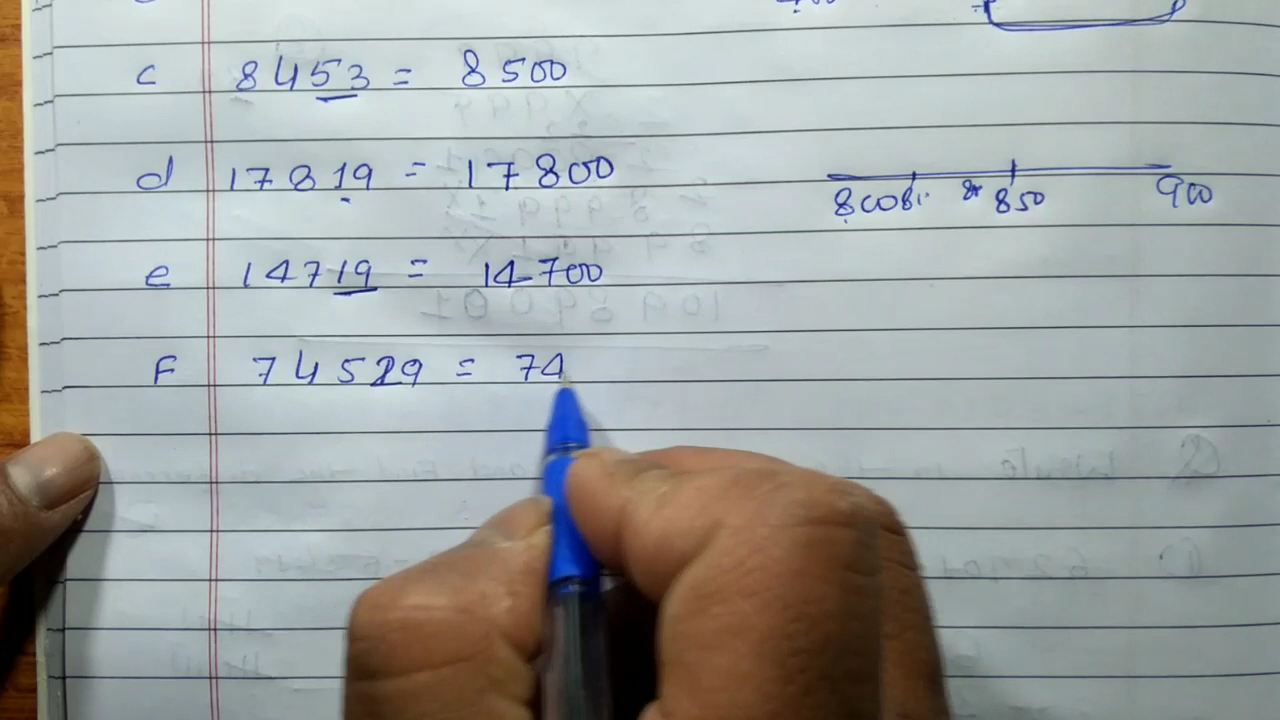 c 8453 = 8500
d 17819 = 17800
800 850 900
e 14719 = 14700
F 74529 = 74